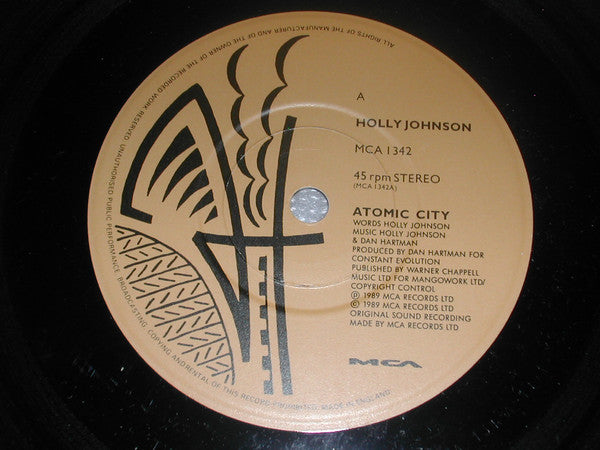 A
HOLLY JOHNSON
MCA 1342
45 rpm STEREO
(MCA 1342A)
ATOMIC CITY
WORDS HOLLY JOHNSON
MUSIC HOLLY JOHNSON
& DAN HARTMAN
PRODUCED BY DAN HARTMAN FOR
CONSTANT EVOLUTION
PUBLISHED BY WARNER CHAPPELL
MUSIC LTD/ FOR MANGOWORK LTD/
COPYRIGHT CONTROL
℗ 1989 MCA RECORDS LTD
© 1989 MCA RECORDS LTD
ORIGINAL SOUND RECORDING
MADE BY MCA RECORDS LTD
MCA
ALL RIGHTS OF THE MANUFACTURER AND OF THE OWNER OF THE RECORDED WORK RESERVED. UNAUTHORISED PUBLIC PERFORMANCE BROADCASTING COPYING AND RENTAL OF THIS RECORD PROHIBITED. MADE IN ENGLAND